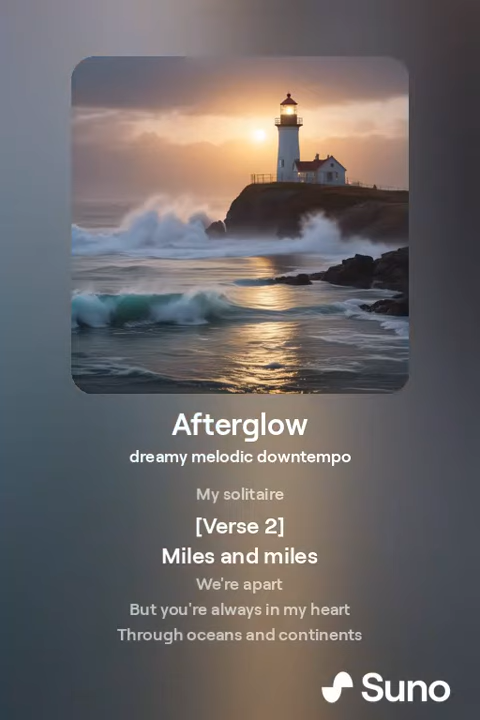 Afterglow
dreamy melodic downtempo
My solitaire
[Verse 2]
Miles and miles
We're apart
But you're always in my heart
Through oceans and continents
Suno